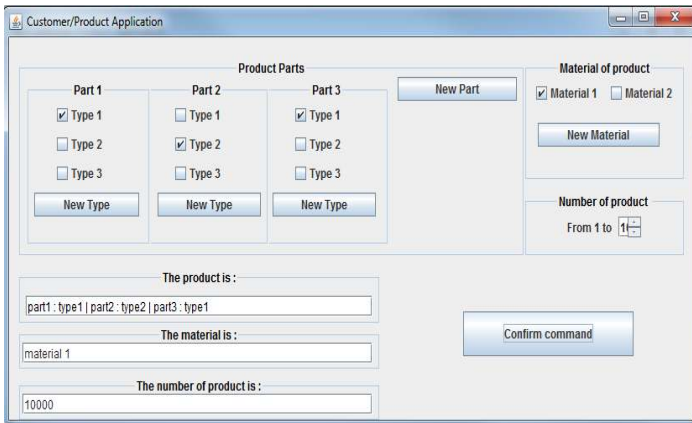 Customer/Product Application
Product Parts
Part 1
Type 1
Type 2
Type 3
New Type
Part 2
Type 1
Type 2
Type 3
New Type
Part 3
Type 1
Type 2
Type 3
New Type
New Part
Material of product
Material 1 Material 2
New Material
Number of product
From 1 to
The product is :
part1 : type1 | part2 : type2 | part3 : type1
The material is :
material 1
The number of product is :
10000
Confirm command